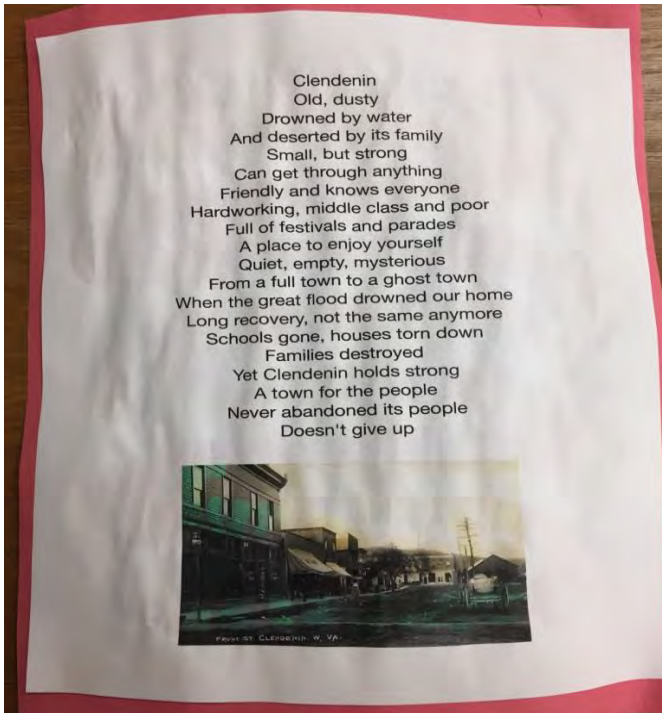 Clendenin
Old, dusty
Drowned by water
And deserted by its family
Small, but strong
Can get through anything
Friendly and knows everyone
Hardworking, middle class and poor
Full of festivals and parades
A place to enjoy yourself
Quiet, empty, mysterious
From a full town to a ghost town
When the great flood drowned our home
Long recovery, not the same anymore
Schools gone, houses torn down
Families destroyed
Yet Clendenin holds strong
A town for the people
Never abandoned its people
Doesn't give up
FRONT ST. CLENDENIN. W. VA.